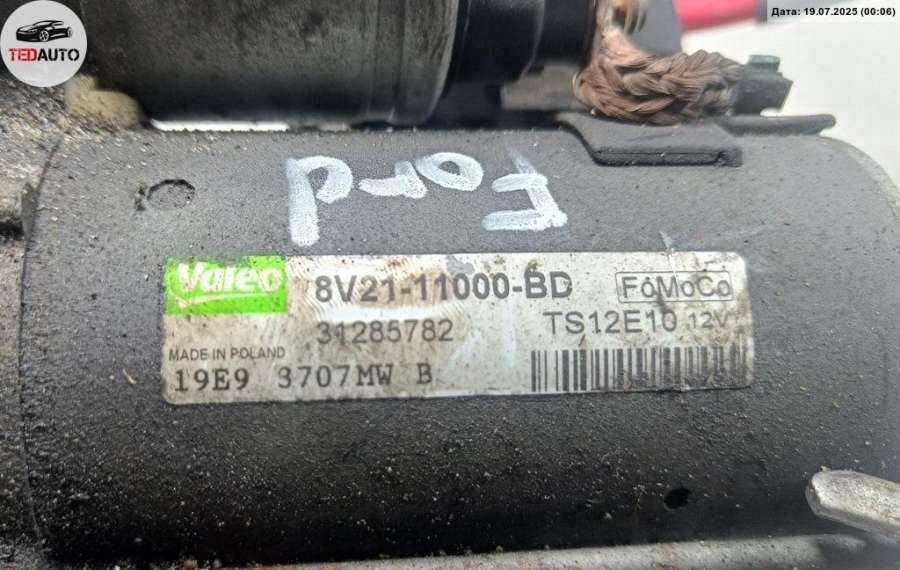 TEDAUTO
Дата: 19.07.2025 (00:06)
Ford
Valeo 8V21-11000-BD FoMoCo
31285782 TS12E10 12V
MADE IN POLAND
19E9 3707MW B